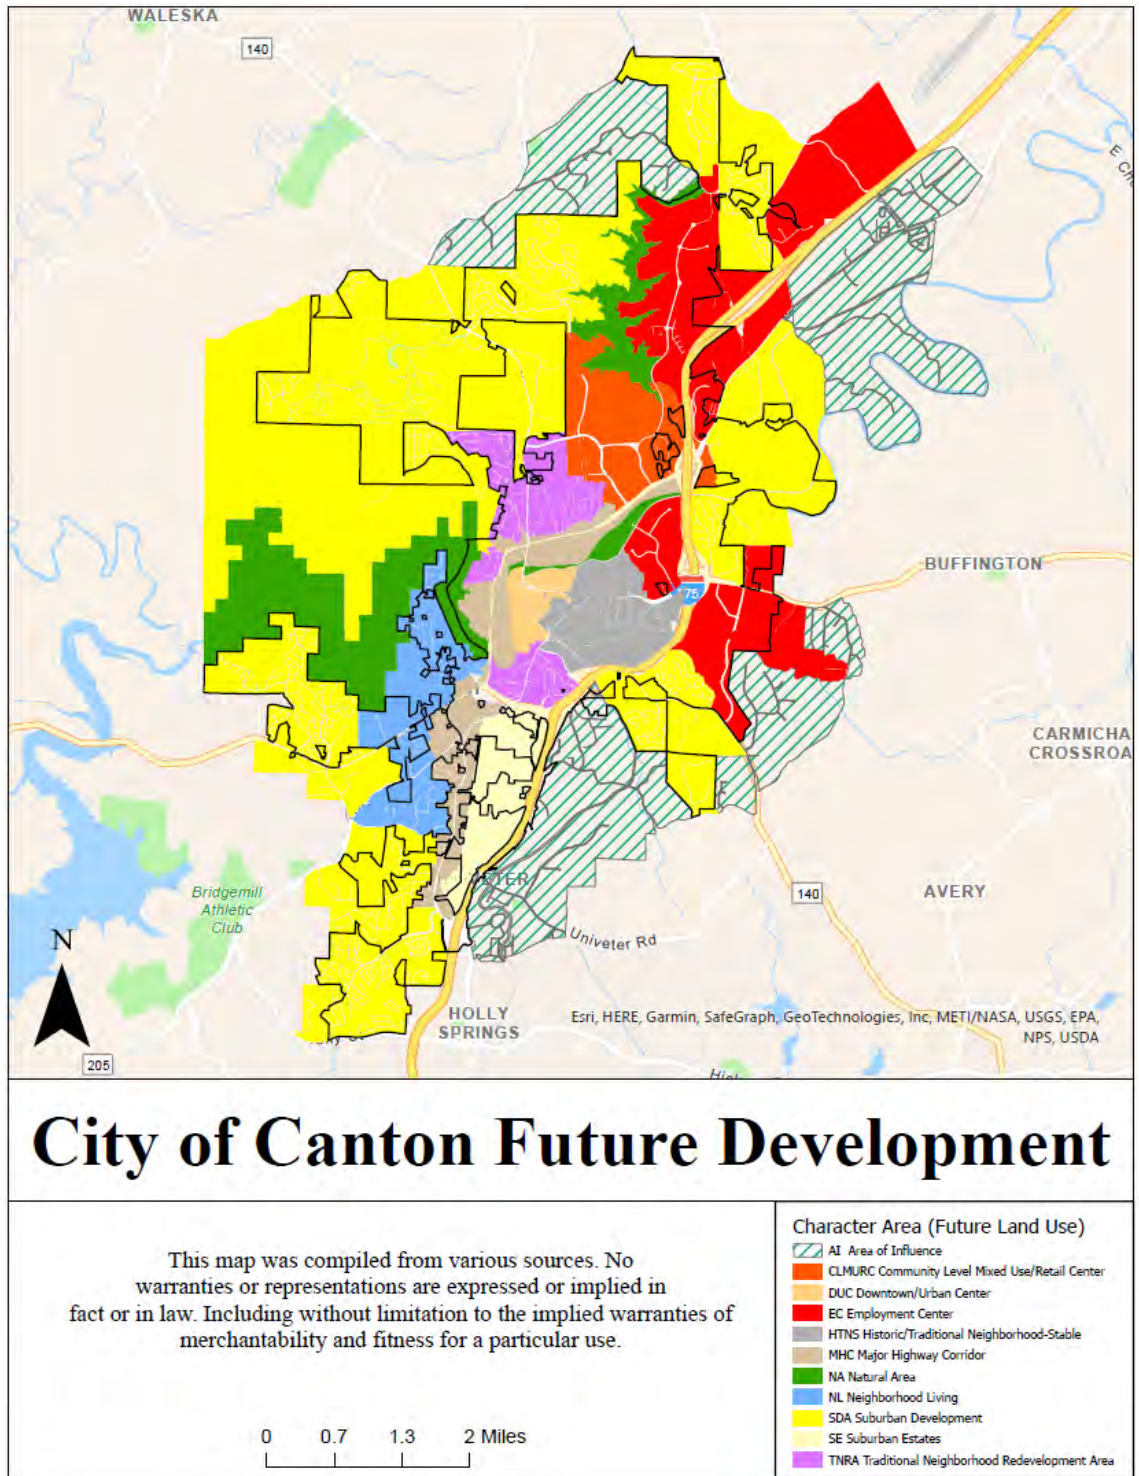 WALESKA
140
E Ch
BUFFINGTON
75
CARMICHA
CROSSROA
ETER
Bridgemill
Athletic
Club
140
AVERY
N
Univeter Rd
HOLLY
SPRINGS
Esri, HERE, Garmin, SafeGraph, GeoTechnologies, Inc, METI/NASA, USGS, EPA,
NPS, USDA
205
City of Canton Future Development
This map was compiled from various sources. No
warranties or representations are expressed or implied in
fact or in law. Including without limitation to the implied warranties of
merchantability and fitness for a particular use.
0 0.7 1.3 2 Miles
Character Area (Future Land Use)
AI Area of Influence
CLMURC Community Level Mixed Use/Retail Center
DUC Downtown/Urban Center
EC Employment Center
HTNS Historic/Traditional Neighborhood-Stable
MHC Major Highway Corridor
NA Natural Area
NL Neighborhood Living
SDA Suburban Development
SE Suburban Estates
TNRA Traditional Neighborhood Redevelopment Area